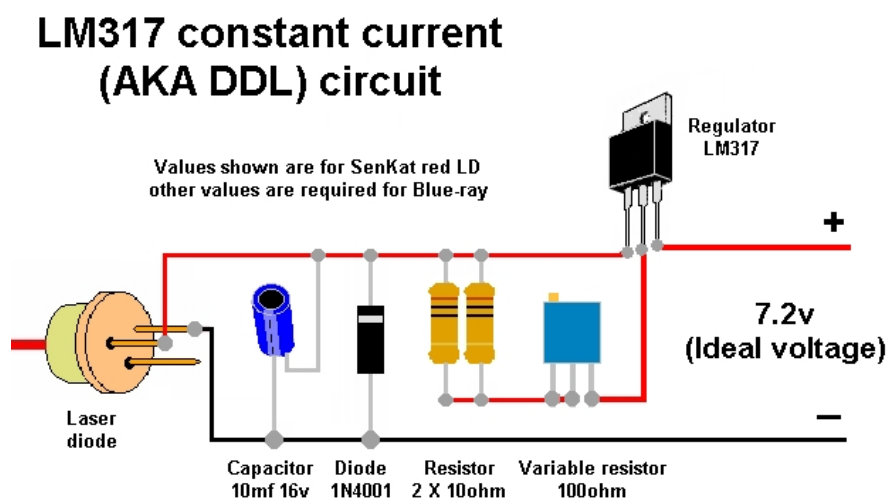 LM317 constant current
(AKA DDL) circuit
Regulator
LM317
Values shown are for SenKat red LD
other values are required for Blue-ray
+
7.2v
(Ideal voltage)
−
Laser
diode
Capacitor
10mf 16v
Diode
1N4001
Resistor
2 X 10ohm
Variable resistor
100ohm